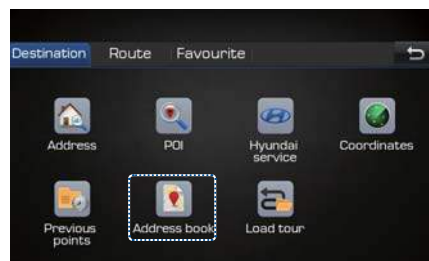 Destination Route Favourite
Address POI Hyundai service Coordinates
Previous points Address book Load tour